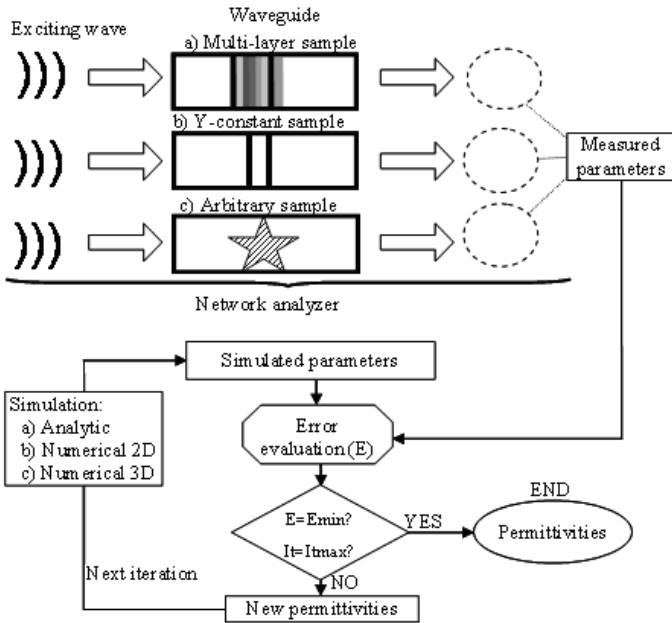 Waveguide
Exciting wave
a) Multi-layer sample
b) Y-constant sample
c) Arbitrary sample
Measured
parameters
Network analyzer
Simulated parameters
Simulation:
a) Analytic
b) Numerical 2D
c) Numerical 3D
Error
evaluation(E)
E=Emin?
It=Itmax?
YES
END
Permittivities
NO
Next iteration
New permittivities